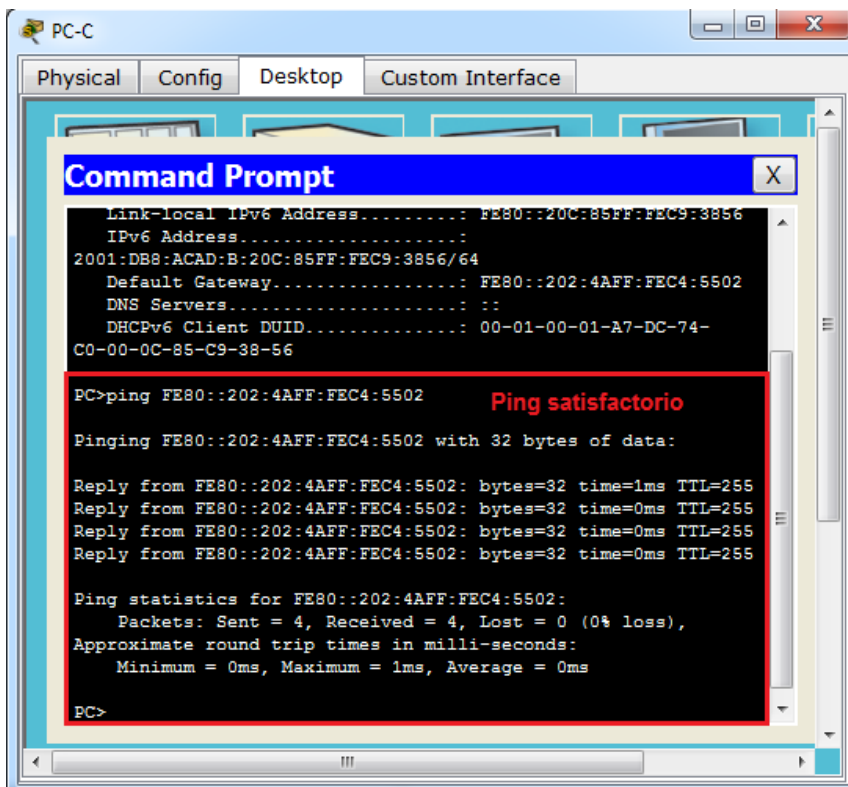 PC-C
Physical Config Desktop Custom Interface
Command Prompt X
Link-local IPv6 Address.........: FE80::20C:85FF:FEC9:3856
IPv6 Address....................:
2001:DB8:ACAD:B:20C:85FF:FEC9:3856/64
Default Gateway.................: FE80::202:4AFF:FEC4:5502
DNS Servers.....................: ::
DHCPv6 Client DUID..............: 00-01-00-01-A7-DC-74-
C0-00-0C-85-C9-38-56
PC>ping FE80::202:4AFF:FEC4:5502 Ping satisfactorio
Pinging FE80::202:4AFF:FEC4:5502 with 32 bytes of data:
Reply from FE80::202:4AFF:FEC4:5502: bytes=32 time=1ms TTL=255
Reply from FE80::202:4AFF:FEC4:5502: bytes=32 time=0ms TTL=255
Reply from FE80::202:4AFF:FEC4:5502: bytes=32 time=0ms TTL=255
Reply from FE80::202:4AFF:FEC4:5502: bytes=32 time=0ms TTL=255
Ping statistics for FE80::202:4AFF:FEC4:5502:
Packets: Sent = 4, Received = 4, Lost = 0 (0% loss),
Approximate round trip times in milli-seconds:
Minimum = 0ms, Maximum = 1ms, Average = 0ms
PC>